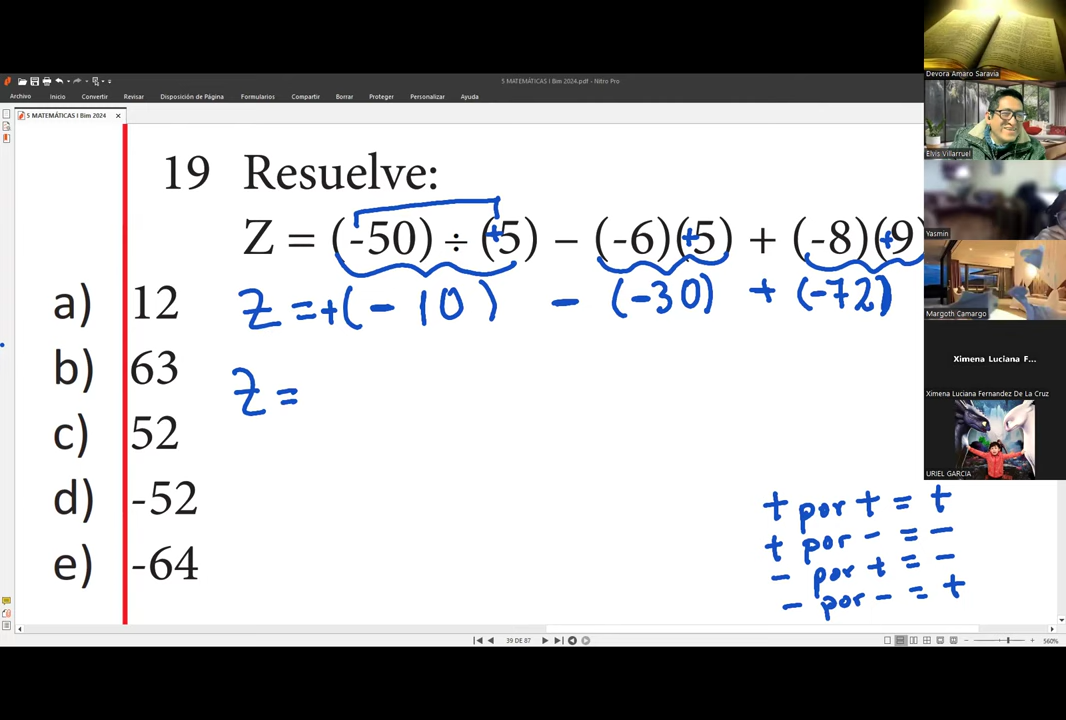 5 MATEMÁTICAS I Bim 2024.pdf - Nitro Pro
Archivo Inicio Convertir Revisar Disposición de Página Formularios Compartir Borrar Proteger Personalizar Ayuda
5 MATEMÁTICAS I Bim 2024 ×
19 Resuelve:
Z = (-50) ÷ (+5) – (-6)(+5) + (-8)(+9
Z = +(-10) - (-30) + (-72)
Z =
a) 12
b) 63
c) 52
d) -52
e) -64
+ por + = +
+ por - = -
- por + = -
- por - = +
39 DE 87
560%
Devora Amaro Saravia
Elvis Villarruel
Yasmin
Margoth Camargo
Ximena Luciana F...
Ximena Luciana Fernandez De La Cruz
URIEL GARCIA